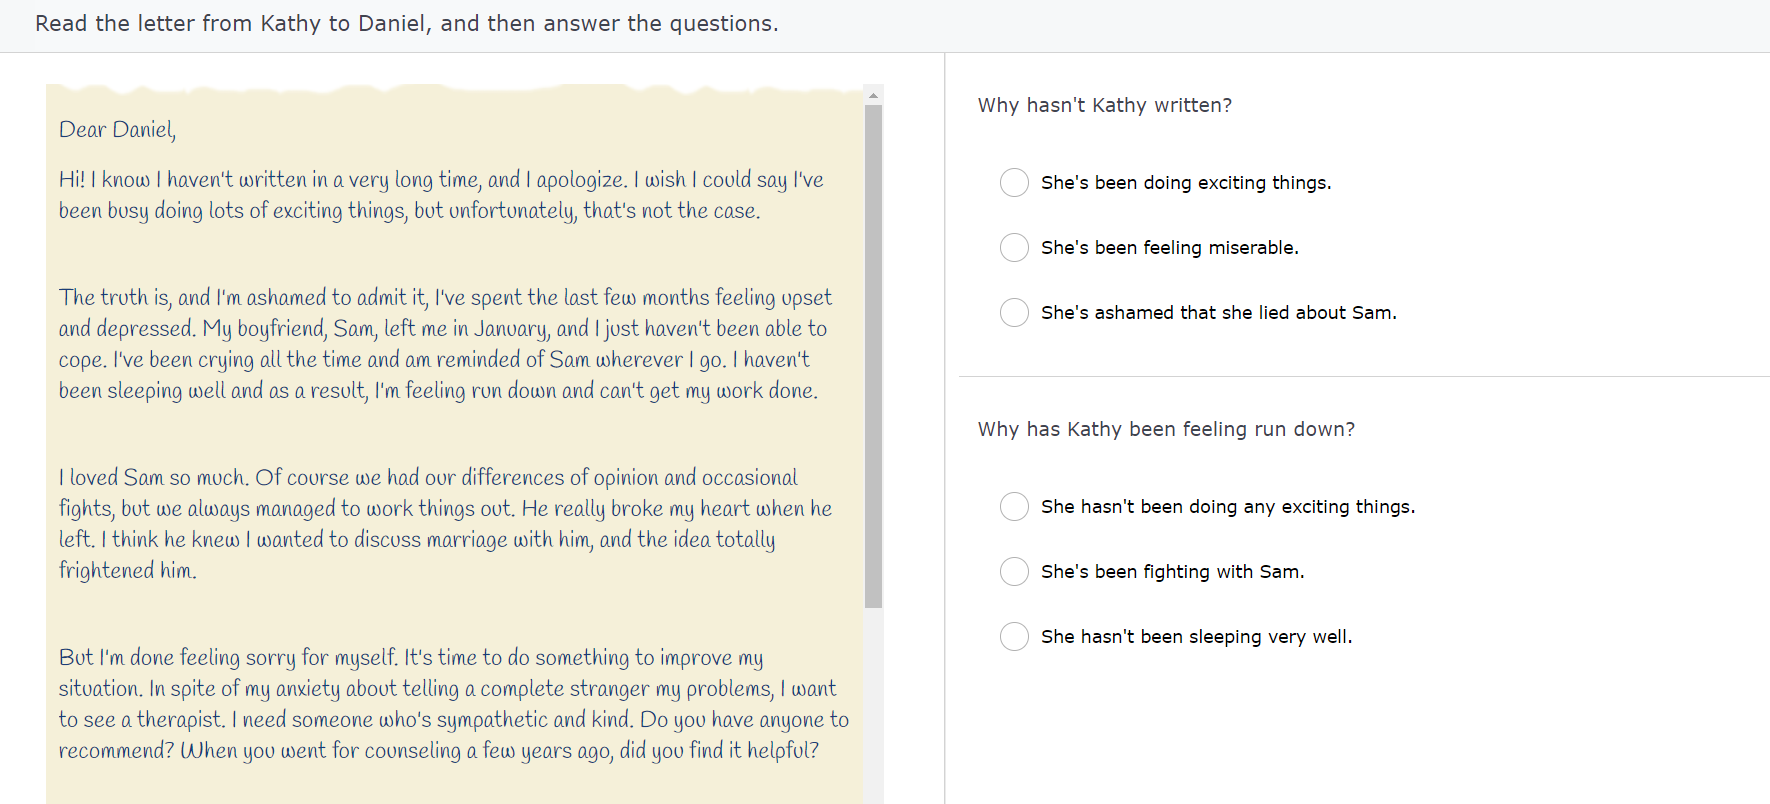 Read the letter from Kathy to Daniel, and then answer the questions.
Dear Daniel,
Hi! I know I haven't written in a very long time, and I apologize. I wish I could say I've
been busy doing lots of exciting things, but unfortunately, that's not the case.
The truth is, and I'm ashamed to admit it, I've spent the last few months feeling upset
and depressed. My boyfriend, Sam, left me in January, and I just haven't been able to
cope. I've been crying all the time and am reminded of Sam wherever I go. I haven't
been sleeping well and as a result, I'm feeling run down and can't get my work done.
I loved Sam so much. Of course we had our differences of opinion and occasional
fights, but we always managed to work things out. He really broke my heart when he
left. I think he knew I wanted to discuss marriage with him, and the idea totally
frightened him.
But I'm done feeling sorry for myself. It's time to do something to improve my
situation. In spite of my anxiety about telling a complete stranger my problems, I want
to see a therapist. I need someone who's sympathetic and kind. Do you have anyone to
recommend? When you went for counseling a few years ago, did you find it helpful?
Why hasn't Kathy written?
She's been doing exciting things.
She's been feeling miserable.
She's ashamed that she lied about Sam.
Why has Kathy been feeling run down?
She hasn't been doing any exciting things.
She's been fighting with Sam.
She hasn't been sleeping very well.